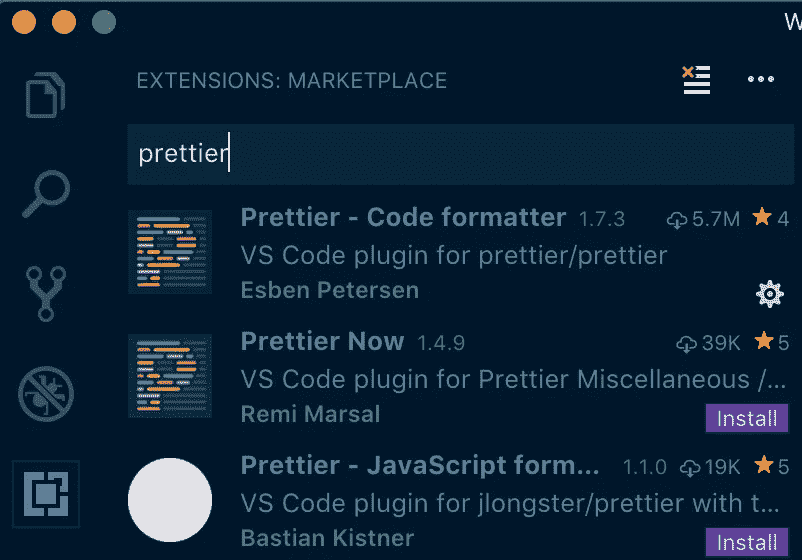 W
EXTENSIONS: MARKETPLACE
prettier
Prettier - Code formatter 1.7.3 5.7M 4
VS Code plugin for prettier/prettier
Esben Petersen
Prettier Now 1.4.9 39K 5
VS Code plugin for Prettier Miscellaneous /...
Remi Marsal
Install
Prettier - JavaScript form... 1.1.0 19K 5
VS Code plugin for jlongster/prettier with t...
Bastian Kistner
Install